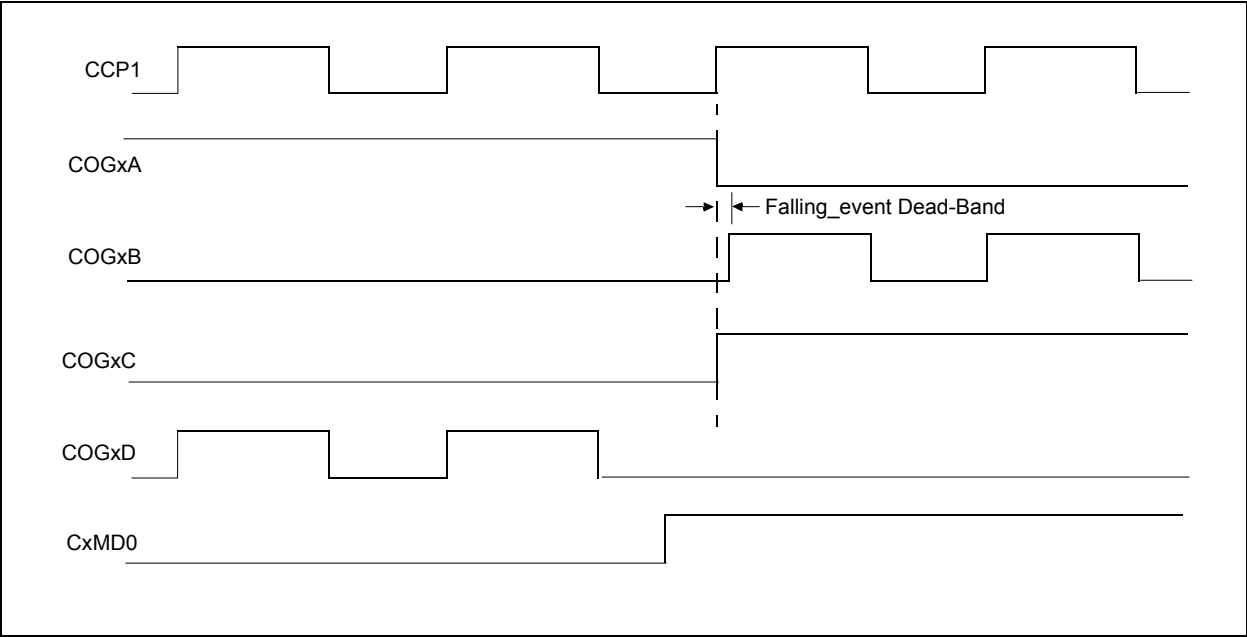 CCP1
COGxA
Falling_event Dead-Band
COGxB
COGxC
COGxD
CxMD0